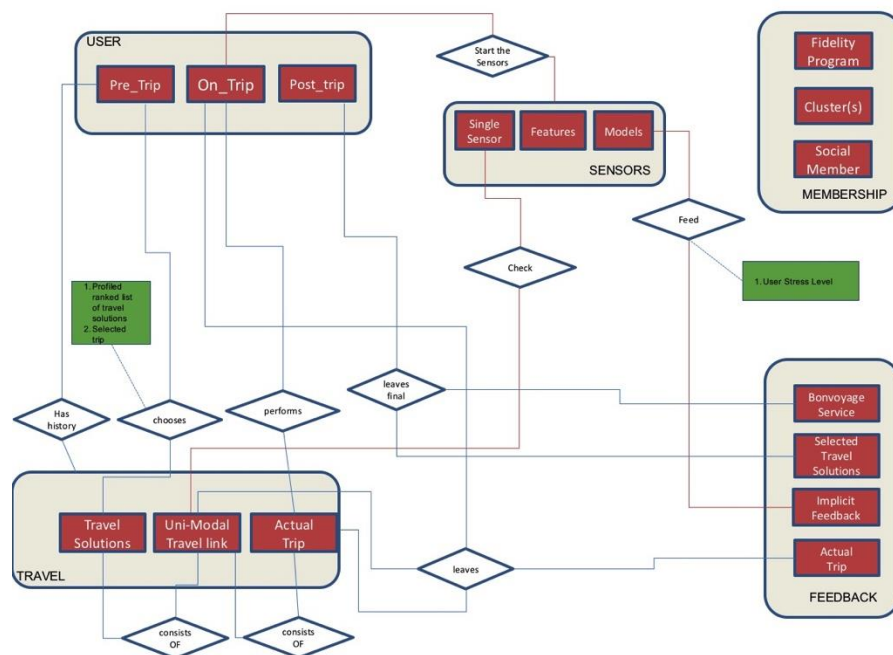 USER
Pre_Trip
On_Trip
Post_trip
Start the
Sensors
Single
Sensor
Features
Models
SENSORS
Fidelity
Program
Cluster(s)
Social
Member
MEMBERSHIP
Feed
Check
1. User Stress Level
1. Profiled
ranked list
of travel
solutions
2. Selected
trip
Has
history
chooses
performs
leaves
final
Bonvoyage
Service
Selected
Travel
Solutions
Implicit
Feedback
Actual
Trip
FEEDBACK
Travel
Solutions
Uni-Modal
Travel link
Actual
Trip
TRAVEL
leaves
consists
OF
consists
OF